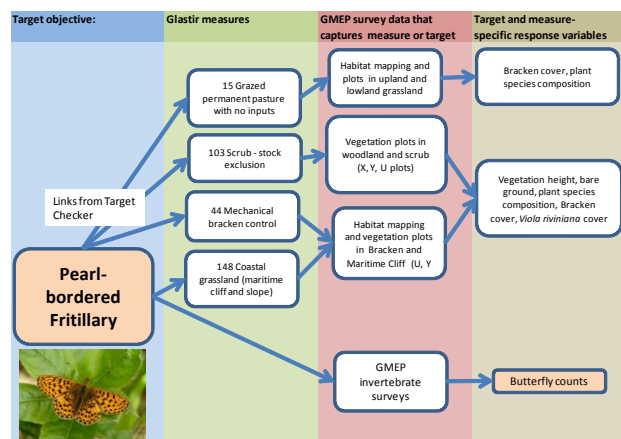 Target objective:
Glastir measures
GMEP survey data that
captures measure or target
Target and measure-
specific response variables
15 Grazed
permanent pasture
with no inputs
Habitat mapping and
plots in upland and
lowland grassland
Bracken cover, plant
species composition
103 Scrub - stock
exclusion
Vegetation plots in
woodland and scrub
(X, Y, U plots)
Vegetation height, bare
ground, plant species
composition, Bracken
cover, Viola riviniana cover
Links from Target
Checker
44 Mechanical
bracken control
Habitat mapping
and vegetation plots
in Bracken and
Maritime Cliff (U, Y
148 Coastal
grassland (maritime
cliff and slope)
Pearl-
bordered
Fritillary
GMEP
invertebrate
surveys
Butterfly counts